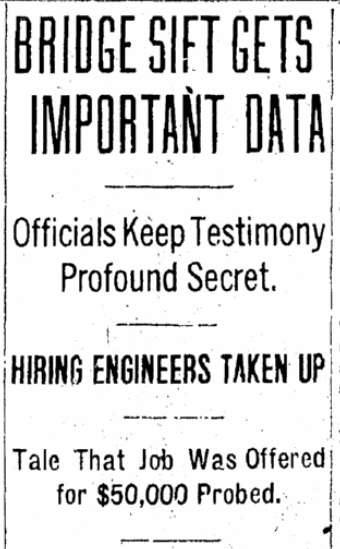 BRIDGE SIFT GETS
IMPORTANT DATA
Officials Keep Testimony
Profound Secret.
HIRING ENGINEERS TAKEN UP
Tale That Job Was Offered
for $50,000 Probed.